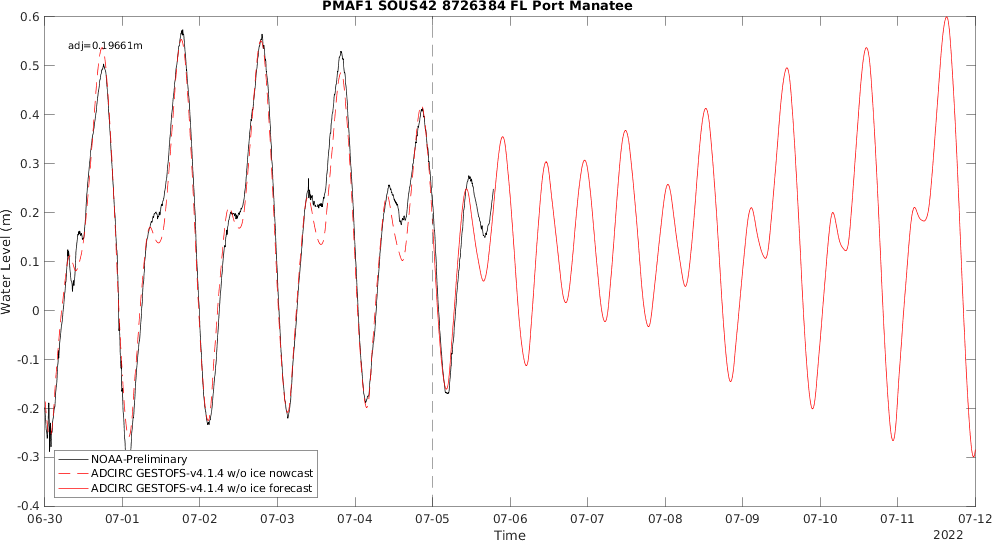 PMAF1 SOUS42 8726384 FL Port Manatee
adj=0.19661m
Water Level (m)
0.6
0.5
0.4
0.3
0.2
0.1
0
-0.1
-0.2
-0.3
-0.4
NOAA-Preliminary
ADCIRC GESTOFS-v4.1.4 w/o ice nowcast
ADCIRC GESTOFS-v4.1.4 w/o ice forecast
06-30 07-01 07-02 07-03 07-04 07-05 07-06 07-07 07-08 07-09 07-10 07-11 07-12
Time
2022